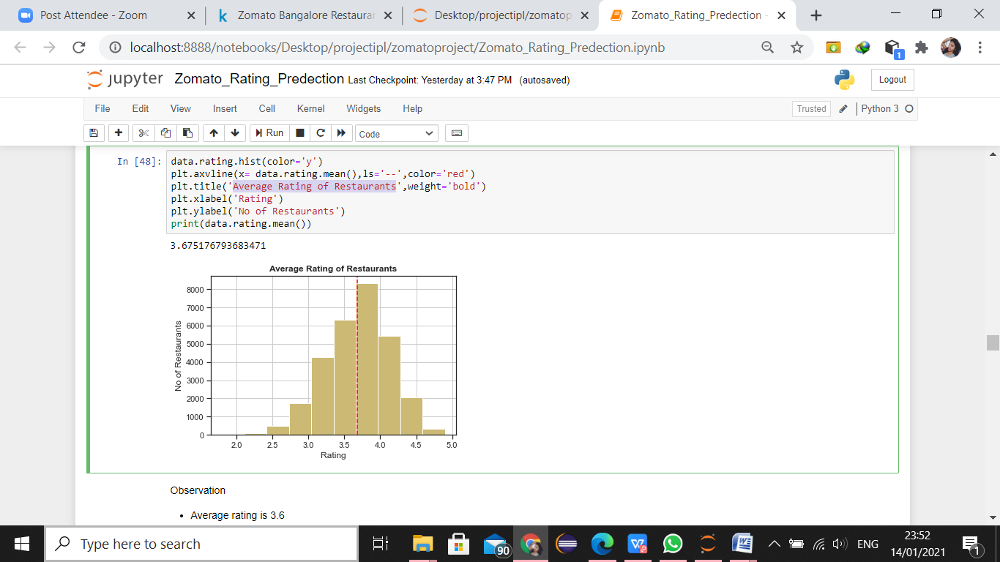 Post Attendee - Zoom
Zomato Bangalore Restaurar
Desktop/projectipl/zomatop
Zomato_Rating_Predection -
localhost:8888/notebooks/Desktop/projectipl/zomatoproject/Zomato_Rating_Predection.ipynb
1
jupyter Zomato_Rating_Predection Last Checkpoint: Yesterday at 3:47 PM (autosaved)
Logout
File Edit View Insert Cell Kernel Widgets Help
Trusted Python 3
Run Code
In [48]: data.rating.hist(color='y')
plt.axvline(x= data.rating.mean(),ls='--',color='red')
plt.title('Average Rating of Restaurants',weight='bold')
plt.xlabel('Rating')
plt.ylabel('No of Restaurants')
print(data.rating.mean())
3.675176793683471
Average Rating of Restaurants
No of Restaurants
8000
7000
6000
5000
4000
3000
2000
1000
0
2.0 2.5 3.0 3.5 4.0 4.5 5.0
Rating
Observation
• Average rating is 3.6
Type here to search
90
ENG
23:52
14/01/2021
1